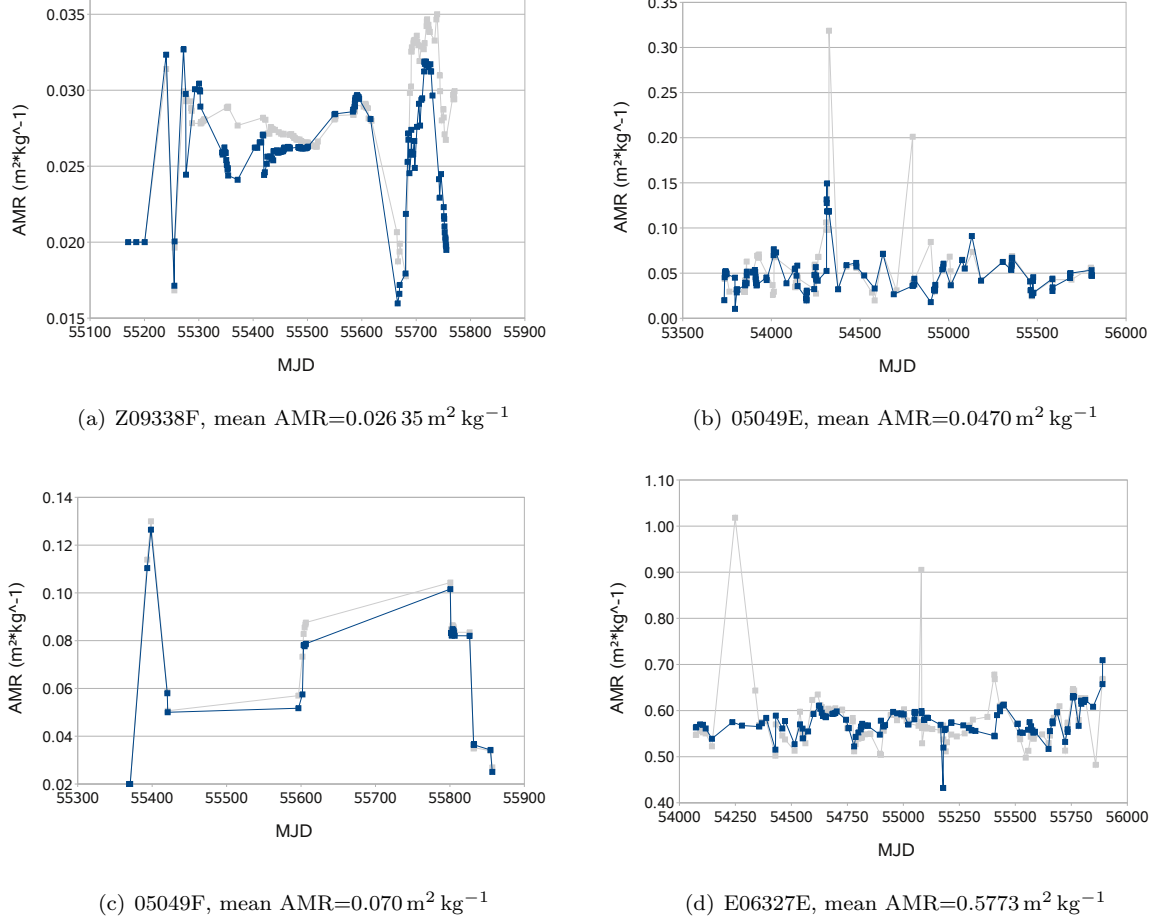 0.035
0.030
0.025
0.020
0.015
AMR (m²*kg^-1)
55100 55200 55300 55400 55500 55600 55700 55800 55900
MJD
(a) Z09338F, mean AMR=0.026 35 m² kg⁻¹
0.35
0.30
0.25
0.20
0.15
0.10
0.05
0.00
AMR (m²*kg^-1)
53500 54000 54500 55000 55500 56000
MJD
(b) 05049E, mean AMR=0.0470 m² kg⁻¹
0.14
0.12
0.10
0.08
0.06
0.04
0.02
AMR (m²*kg^-1)
55300 55400 55500 55600 55700 55800 55900
MJD
(c) 05049F, mean AMR=0.070 m² kg⁻¹
1.10
1.00
0.90
0.80
0.70
0.60
0.50
0.40
AMR (m²*kg^-1)
54000 54250 54500 54750 55000 55250 55500 55750 56000
MJD
(d) E06327E, mean AMR=0.5773 m² kg⁻¹